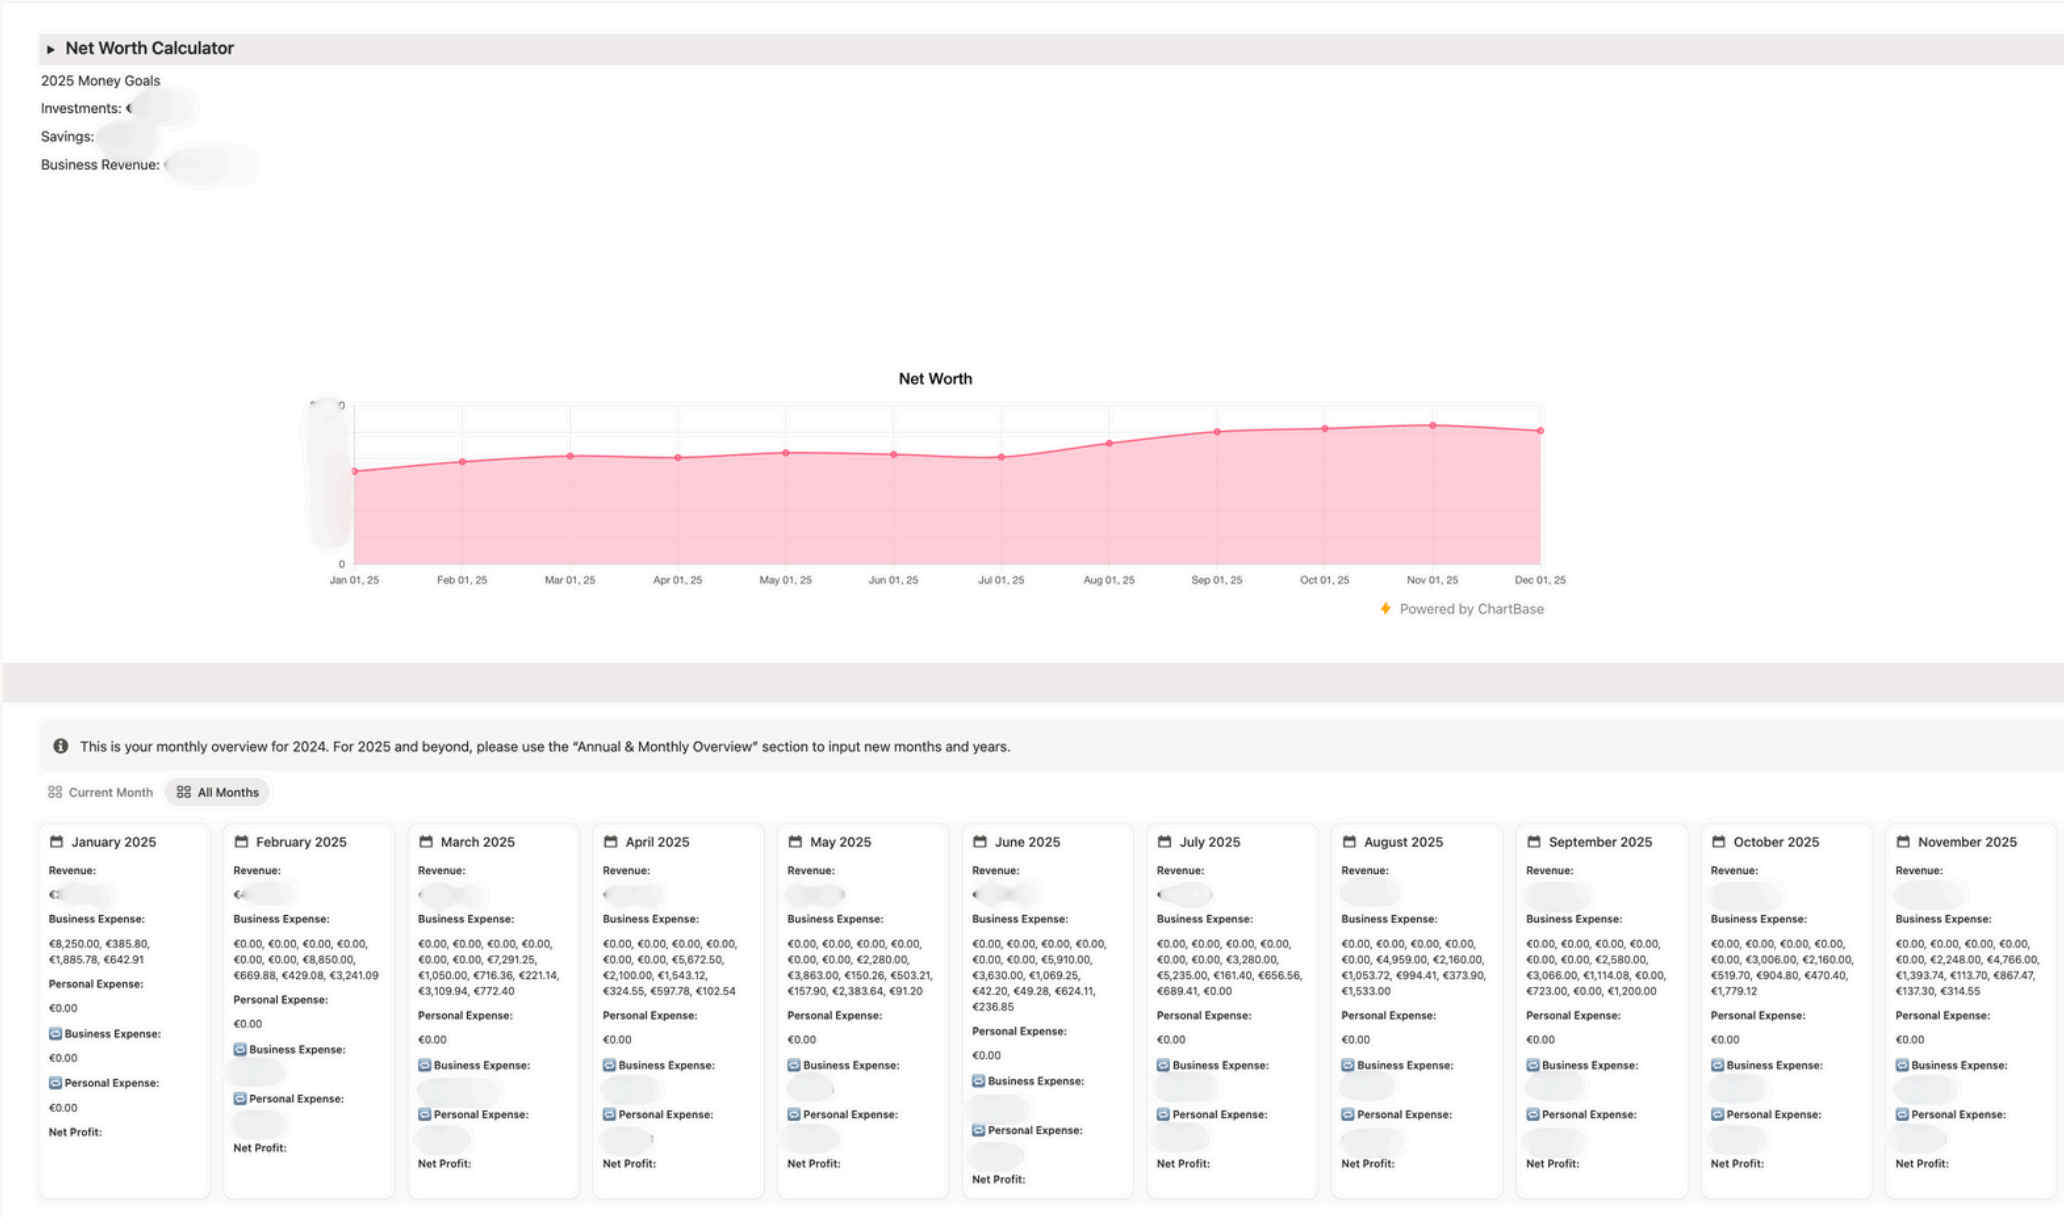 Net Worth Calculator
2025 Money Goals
Investments: €
Savings:
Business Revenue:
Net Worth
0
0
Jan 01, 25
Feb 01, 25
Mar 01, 25
Apr 01, 25
May 01, 25
Jun 01, 25
Jul 01, 25
Aug 01, 25
Sep 01, 25
Oct 01, 25
Nov 01, 25
Dec 01, 25
Powered by ChartBase
This is your monthly overview for 2024. For 2025 and beyond, please use the “Annual & Monthly Overview” section to input new months and years.
Current Month
All Months
January 2025
Revenue:
€
Business Expense:
€8,250.00, €385.80,
€1,885.78, €642.91
Personal Expense:
€0.00
Business Expense:
€0.00
Personal Expense:
€0.00
Net Profit:
February 2025
Revenue:
€
Business Expense:
€0.00, €0.00, €0.00, €0.00,
€0.00, €0.00, €8,850.00,
€669.88, €429.08, €3,241.09
Personal Expense:
€0.00
Business Expense:
Personal Expense:
Net Profit:
March 2025
Revenue:
Business Expense:
€0.00, €0.00, €0.00, €0.00,
€0.00, €0.00, €7,291.25,
€1,050.00, €716.36, €221.14,
€3,109.94, €772.40
Personal Expense:
€0.00
Business Expense:
Personal Expense:
Net Profit:
April 2025
Revenue:
Business Expense:
€0.00, €0.00, €0.00, €0.00,
€0.00, €0.00, €5,672.50,
€2,100.00, €1,543.12,
€324.55, €597.78, €102.54
Personal Expense:
€0.00
Business Expense:
Personal Expense:
Net Profit:
May 2025
Revenue:
Business Expense:
€0.00, €0.00, €0.00, €0.00,
€0.00, €0.00, €2,280.00,
€3,863.00, €150.26, €503.21,
€157.90, €2,383.64, €91.20
Personal Expense:
€0.00
Business Expense:
Personal Expense:
Net Profit:
June 2025
Revenue:
Business Expense:
€0.00, €0.00, €0.00, €0.00,
€0.00, €0.00, €5,910.00,
€3,630.00, €1,069.25,
€42.20, €49.28, €624.11,
€236.85
Personal Expense:
€0.00
Business Expense:
Personal Expense:
Net Profit:
July 2025
Revenue:
Business Expense:
€0.00, €0.00, €0.00, €0.00,
€0.00, €0.00, €3,280.00,
€5,235.00, €161.40, €656.56,
€689.41, €0.00
Personal Expense:
€0.00
Business Expense:
Personal Expense:
Net Profit:
August 2025
Revenue:
Business Expense:
€0.00, €0.00, €0.00, €0.00,
€0.00, €4,959.00, €2,160.00,
€1,053.72, €994.41, €373.90,
€1,533.00
Personal Expense:
€0.00
Business Expense:
Personal Expense:
Net Profit:
September 2025
Revenue:
Business Expense:
€0.00, €0.00, €0.00, €0.00,
€0.00, €0.00, €2,580.00,
€3,066.00, €1,114.08, €0.00,
€723.00, €0.00, €1,200.00
Personal Expense:
€0.00
Business Expense:
Personal Expense:
Net Profit:
October 2025
Revenue:
Business Expense:
€0.00, €0.00, €0.00, €0.00,
€0.00, €3,006.00, €2,160.00,
€519.70, €904.80, €470.40,
€1,779.12
Personal Expense:
€0.00
Business Expense:
Personal Expense:
Net Profit:
November 2025
Revenue:
Business Expense:
€0.00, €0.00, €0.00, €0.00,
€0.00, €2,248.00, €4,766.00,
€1,393.74, €113.70, €867.47,
€137.30, €314.55
Personal Expense:
€0.00
Business Expense:
Personal Expense:
Net Profit: